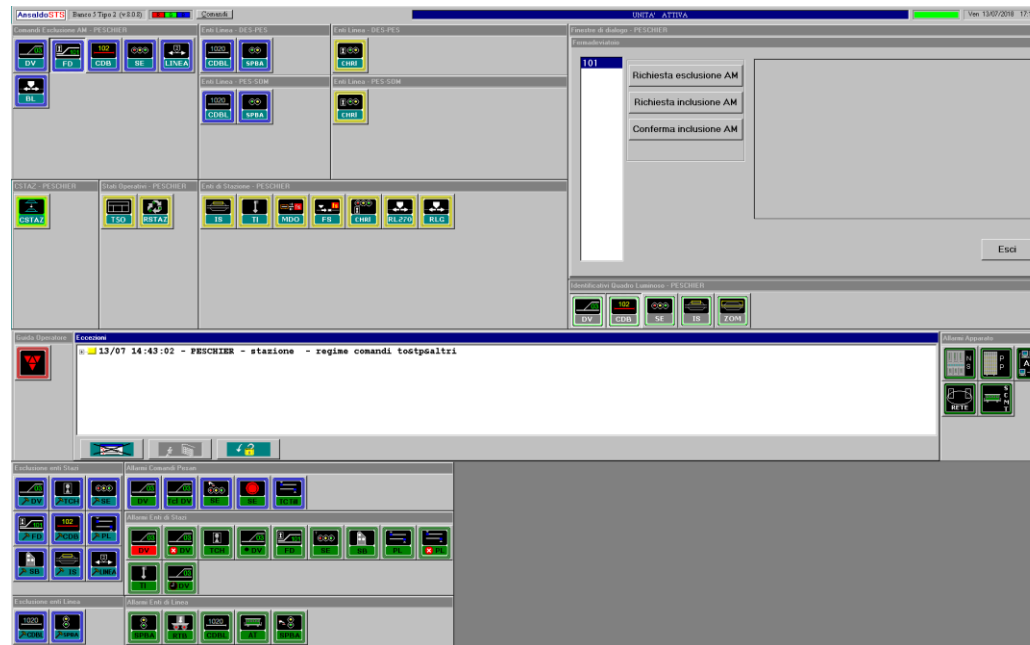 AnsaldoSTS Banco 3 Tipo 2 (v:0.0.8) Comandi UNITA' ATTIVA Ven 13/07/2018
Comandi Esclusione AM - PESCHIER
DV FD CDB SE LINEA
BL
Enti Linea - DES-PES
1020
CDBL SPBA
Enti Linea - PES-SOM
1020
CDBL SPBA
Enti Linea - DES-PES
CHRI
Enti Linea - PES-SOM
CHRI
Finestre di dialogo - PESCHIER
Fermadeviatoio
101
Richiesta esclusione AM
Richiesta inclusione AM
Conferma inclusione AM
Esci
CSTAZ - PESCHIER
CSTAZ
Stati Operativi - PESCHIER
TSO RSTAZ
Enti di Stazione - PESCHIER
IS TI MDO FS CHRI RL270 RLG
Identificativi Quadro Luminoso - PESCHIER
102
DV CDB SE IS ZOM
Guida Operatore
Eccezioni
13/07 14:43:02 - PESCHIER - stazione - regime comandi to&tp&altri
Allarmi Apparato
N S P P A
RETE S C M T
Esclusione enti Stazi
DV TCH SE
102
FD CDB PL
SB IS LINEA
Allarmi Comandi Pesan
DV Tcl DV SE SE TCTB
Allarmi Enti di Stazi
DV DV TCH DV FD SE SB PL PL
TI DV
Esclusione enti Linea
1020
CDBL SPBA
Allarmi Enti di Linea
1020
SPBA RTB CDBL AT SPBA